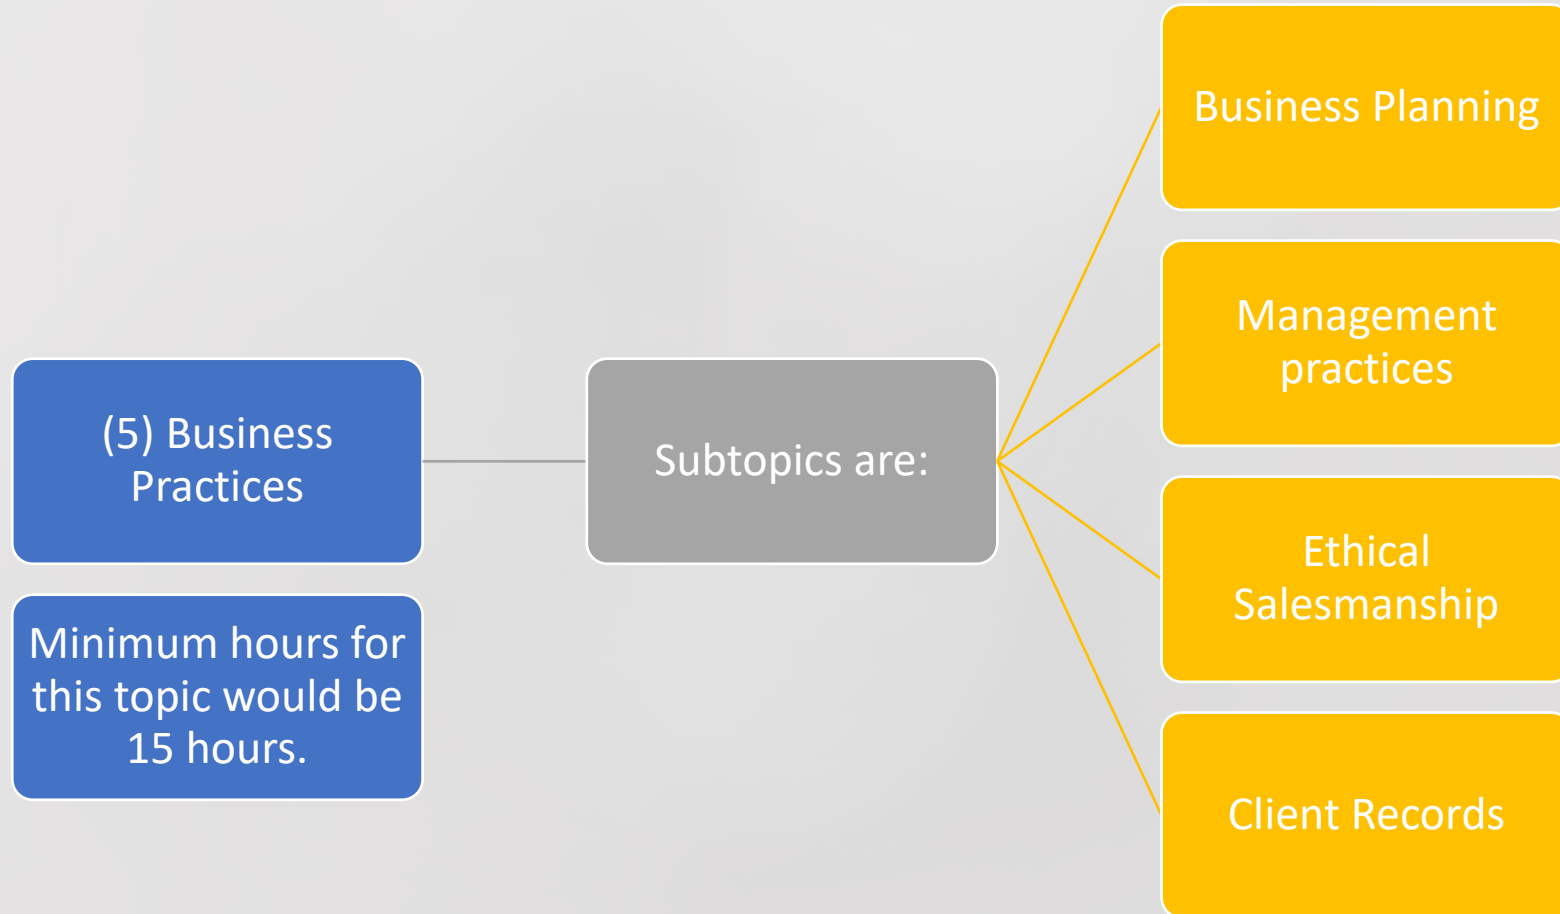 (5) Business
Practices
Minimum hours for
this topic would be
15 hours.
Subtopics are:
Business Planning
Management
practices
Ethical
Salesmanship
Client Records